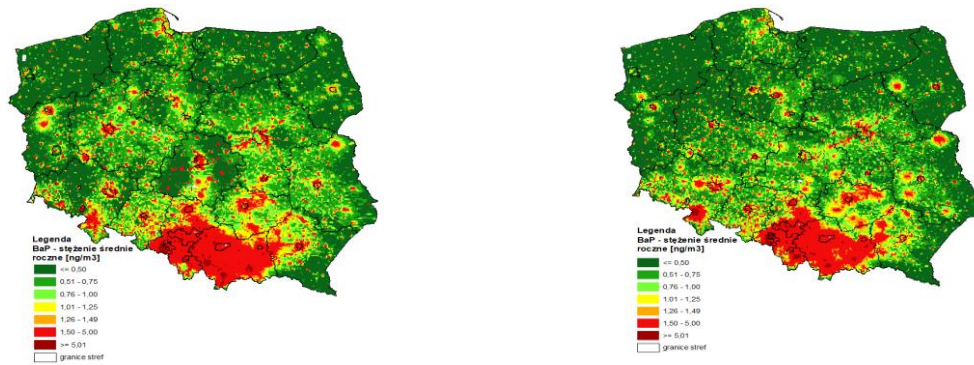 Legenda
BaP - stężenie średnie
roczne [ng/m3]
<= 0,50
0,51 - 0,75
0,76 - 1,00
1,01 - 1,25
1,26 - 1,49
1,50 - 5,00
>= 5,01
granice stref
Legenda
BaP - stężenie średnie
roczne [ng/m3]
<= 0,50
0,51 - 0,75
0,76 - 1,00
1,01 - 1,25
1,26 - 1,49
1,50 - 5,00
>= 5,01
granice stref